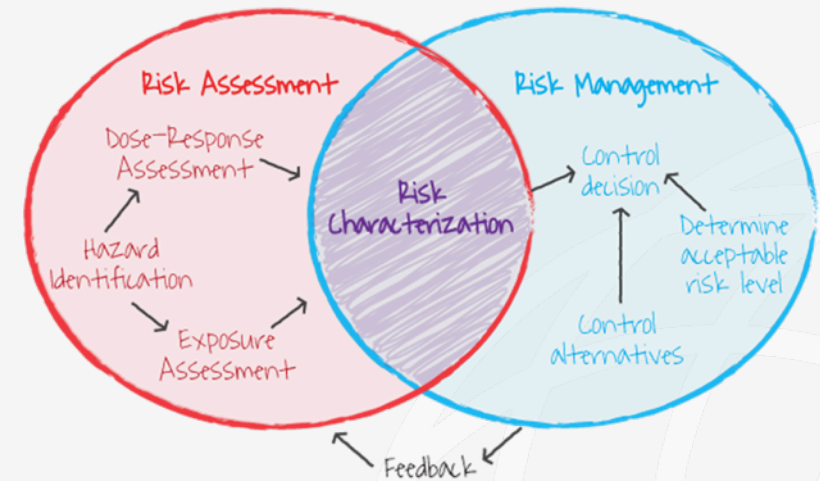 Risk Assessment
Dose-Response
Assessment
Hazard
Identification
Exposure
Assessment
Risk
Characterization
Risk Management
Control
decision
Determine
acceptable
risk level
Control
alternatives
Feedback